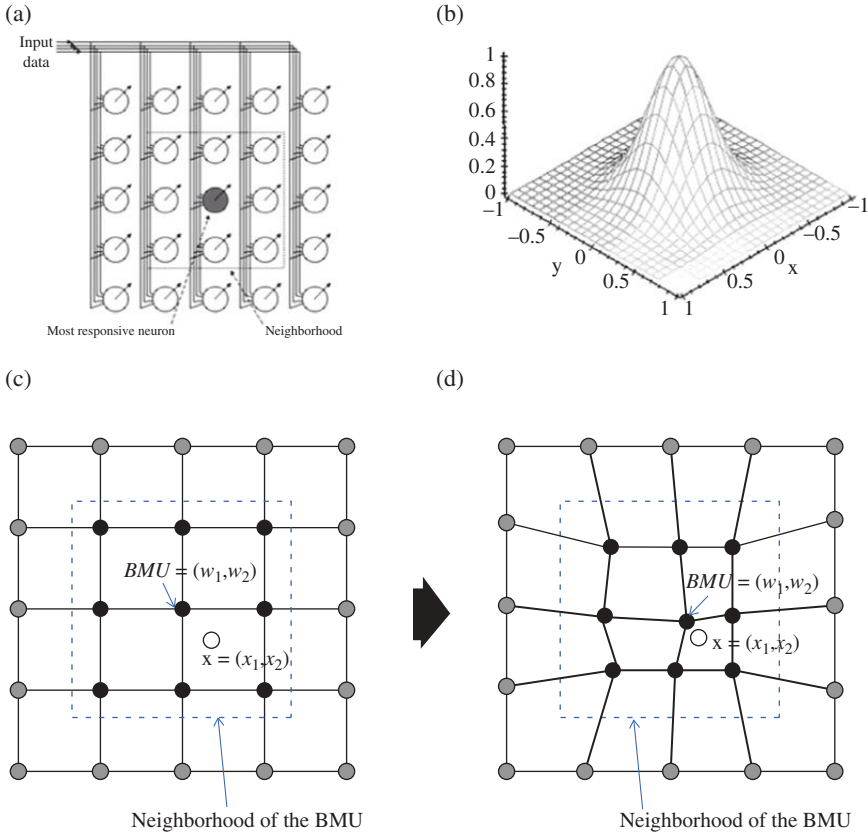 (a)
Input
data
Most responsive neuron
Neighborhood
(b)
1
0.8
0.6
0.4
0.2
0
−1
−0.5
0
0.5
1
y
−1
−0.5
0
0.5
1
x
(c)
BMU = (w₁,w₂)
x = (x₁,x₂)
Neighborhood of the BMU
(d)
BMU = (w₁,w₂)
x = (x₁,x₂)
Neighborhood of the BMU